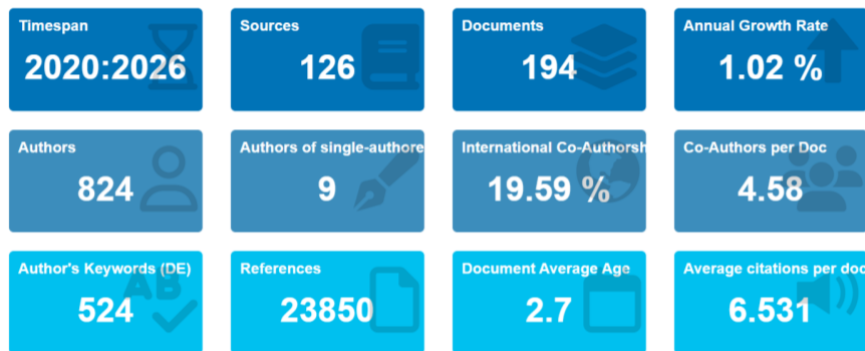 Timespan
2020:2026
Sources
126
Documents
194
Annual Growth Rate
1.02 %
Authors
824
Authors of single-authore
9
International Co-Authorsh
19.59 %
Co-Authors per Doc
4.58
Author's Keywords (DE)
524
References
23850
Document Average Age
2.7
Average citations per doc
6.531
AB